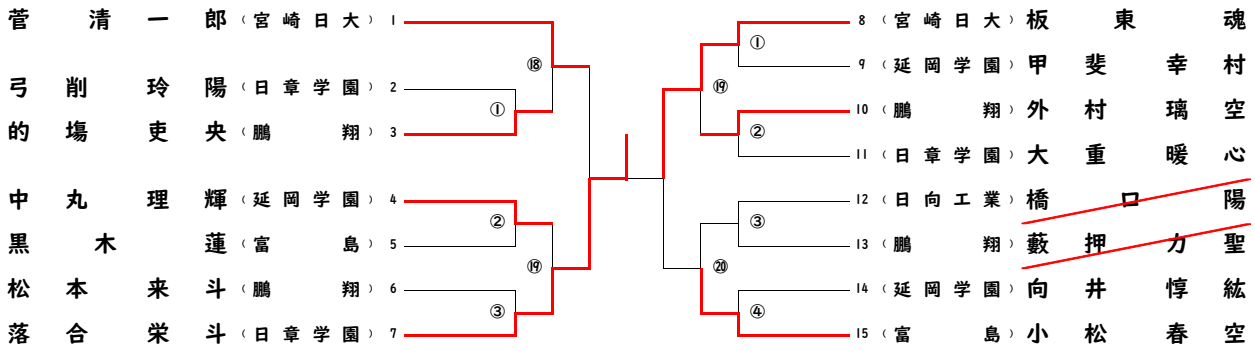 菅清一郎（宮崎日大）1
弓削玲陽（日章学園）2
的場吏央（鵬翔）3
中丸理輝（延岡学園）4
黒木蓮（富島）5
松本来斗（鵬翔）6
落合栄斗（日章学園）7
⑱
①
②
⑲
③
8（宮崎日大）板東魂
9（延岡学園）甲斐幸村
10（鵬翔）外村璃空
11（日章学園）大重暖心
12（日向工業）橋口陽
13（鵬翔）藪押力聖
14（延岡学園）向井惇紘
15（富島）小松春空
①
⑲
②
③
⑳
④